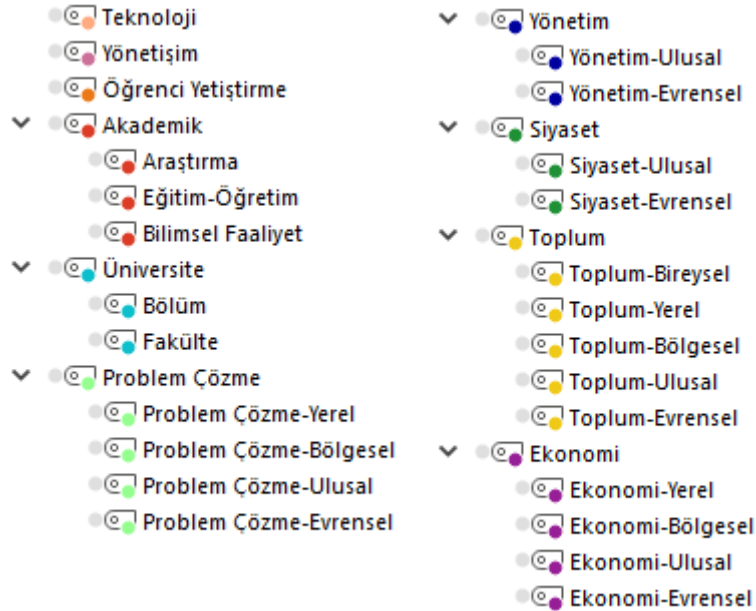 Teknoloji
Yönetişim
Öğrenci Yetiştirme
Akademik
Araştırma
Eğitim-Öğretim
Bilimsel Faaliyet
Üniversite
Bölüm
Fakülte
Problem Çözme
Problem Çözme-Yerel
Problem Çözme-Bölgesel
Problem Çözme-Ulusal
Problem Çözme-Evrensel
Yönetim
Yönetim-Ulusal
Yönetim-Evrensel
Siyaset
Siyaset-Ulusal
Siyaset-Evrensel
Toplum
Toplum-Bireysel
Toplum-Yerel
Toplum-Bölgesel
Toplum-Ulusal
Toplum-Evrensel
Ekonomi
Ekonomi-Yerel
Ekonomi-Bölgesel
Ekonomi-Ulusal
Ekonomi-Evrensel